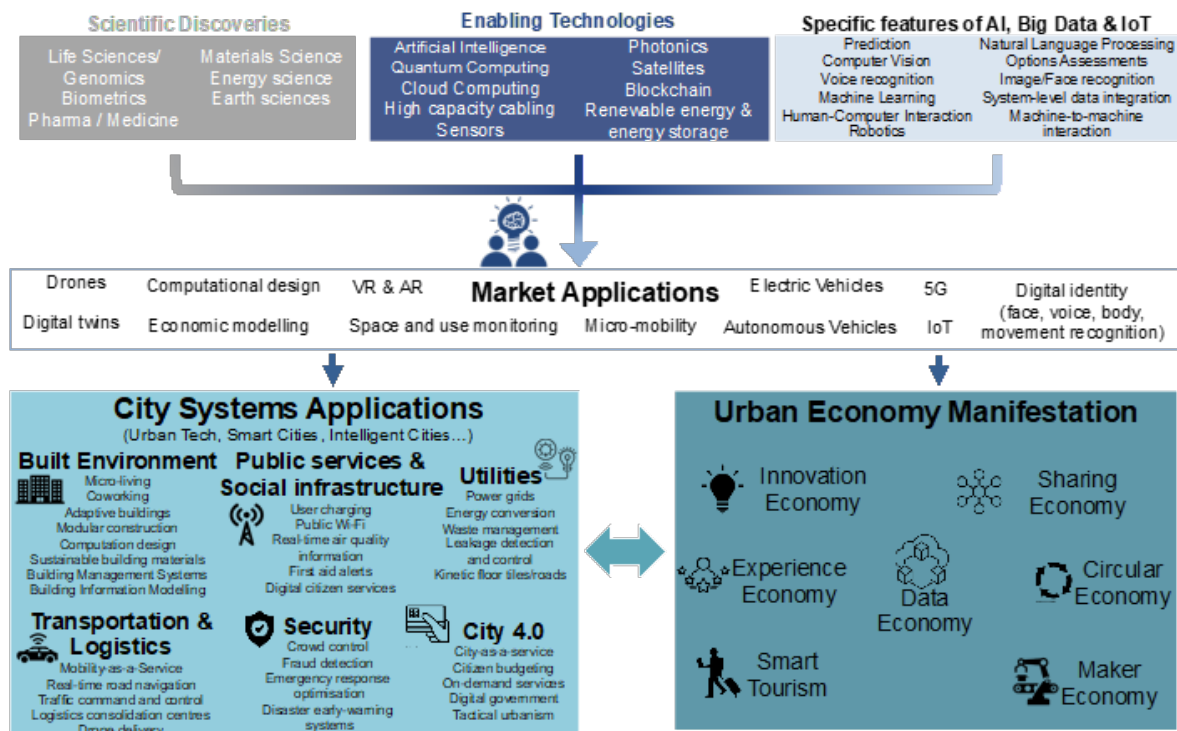 Scientific Discoveries
Life Sciences/
Genomics
Biometrics
Pharma / Medicine
Materials Science
Energy science
Earth sciences
Enabling Technologies
Artificial Intelligence
Quantum Computing
Cloud Computing
High capacity cabling
Sensors
Photonics
Satellites
Blockchain
Renewable energy &
energy storage
Specific features of AI, Big Data & IoT
Prediction
Computer Vision
Voice recognition
Machine Learning
Human-Computer Interaction
Robotics
Natural Language Processing
Options Assessments
Image/Face recognition
System-level data integration
Machine-to-machine
interaction
Market Applications
Drones
Computational design
VR & AR
Electric Vehicles
5G
Digital identity
(face, voice, body,
movement recognition)
Digital twins
Economic modelling
Space and use monitoring
Micro-mobility
Autonomous Vehicles
IoT
City Systems Applications
(Urban Tech, Smart Cities, Intelligent Cities...)
Built Environment
Micro-living
Coworking
Adaptive buildings
Modular construction
Computation design
Sustainable building materials
Building Management Systems
Building Information Modelling
Public services &
Social infrastructure
User charging
Public Wi-Fi
Real-time air quality
information
First aid alerts
Digital citizen services
Utilities
Power grids
Energy conversion
Waste management
Leakage detection
and control
Kinetic floor tiles/roads
Transportation &
Logistics
Mobility-as-a-Service
Real-time road navigation
Traffic command and control
Logistics consolidation centres
Drone delivery
Security
Crowd control
Fraud detection
Emergency response
optimisation
Disaster early-warning
systems
...
City 4.0
City-as-a-service
Citizen budgeting
On-demand services
Digital government
Tactical urbanism
Urban Economy Manifestation
Innovation
Economy
Sharing
Economy
Experience
Economy
Data
Economy
Circular
Economy
Smart
Tourism
Maker
Economy